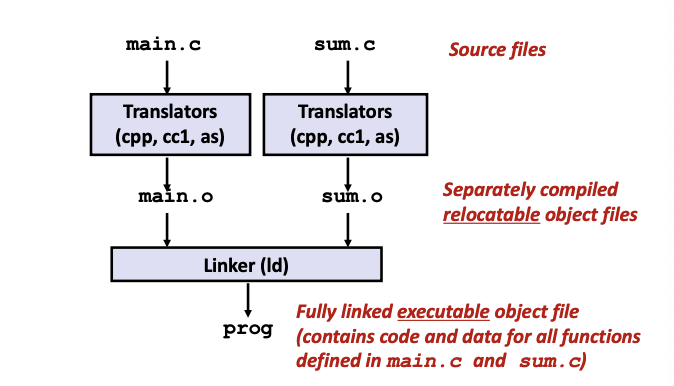 main.c sum.c Source files
Translators Translators
(cpp, cc1, as) (cpp, cc1, as)
main.o sum.o Separately compiled
relocatable object files
Linker (ld)
prog Fully linked executable object file
(contains code and data for all functions
defined in main.c and sum.c)